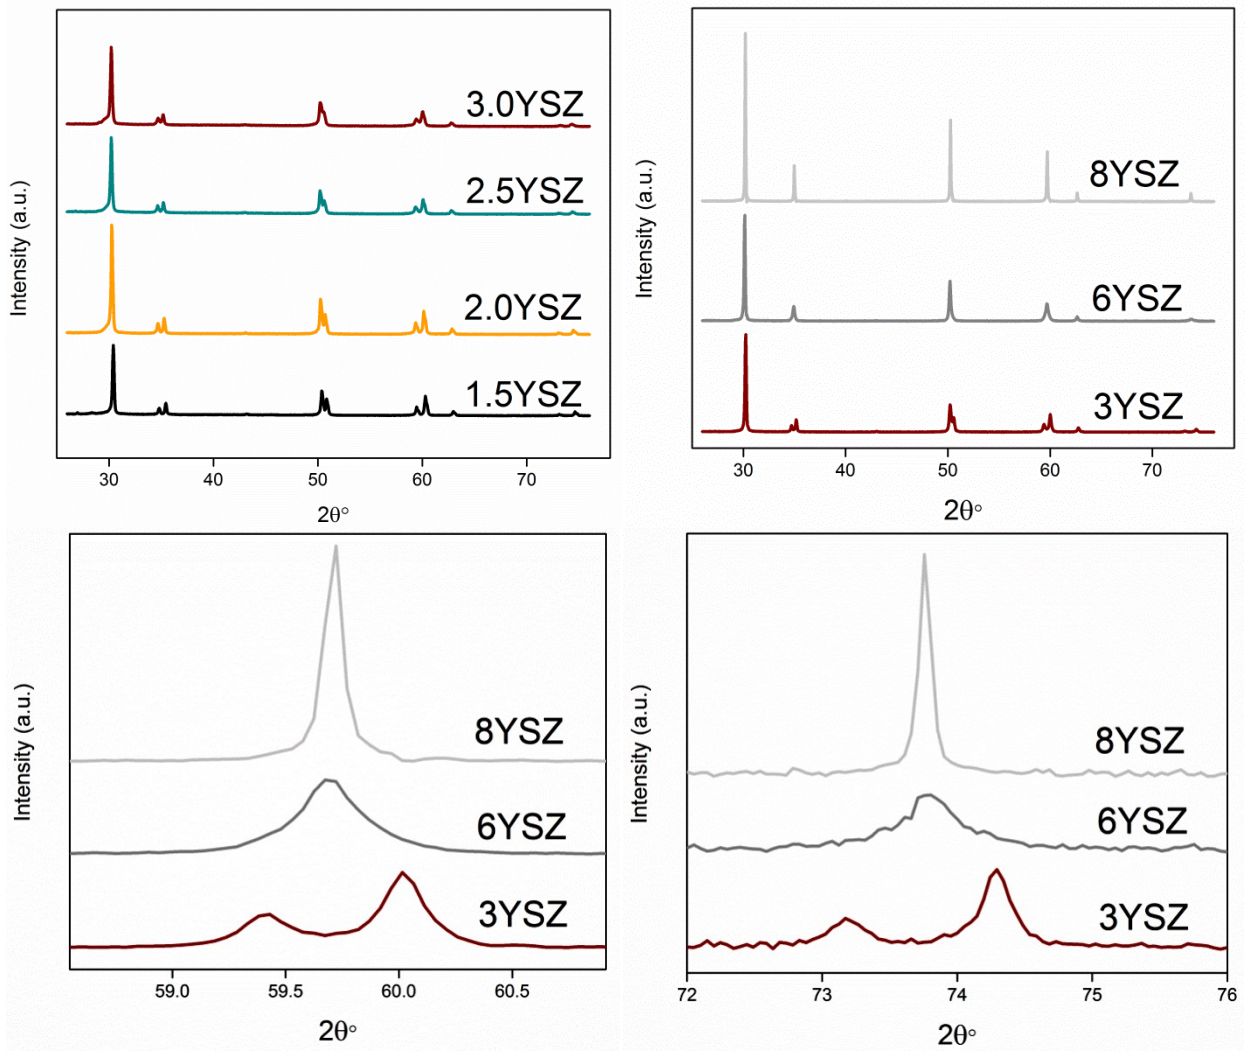 3.0YSZ
2.5YSZ
2.0YSZ
1.5YSZ
Intensity (a.u.)
30 40 50 60 70
2θ°
8YSZ
6YSZ
3YSZ
Intensity (a.u.)
30 40 50 60 70
2θ°
8YSZ
6YSZ
3YSZ
Intensity (a.u.)
59.0 59.5 60.0 60.5
2θ°
8YSZ
6YSZ
3YSZ
Intensity (a.u.)
72 73 74 75 76
2θ°